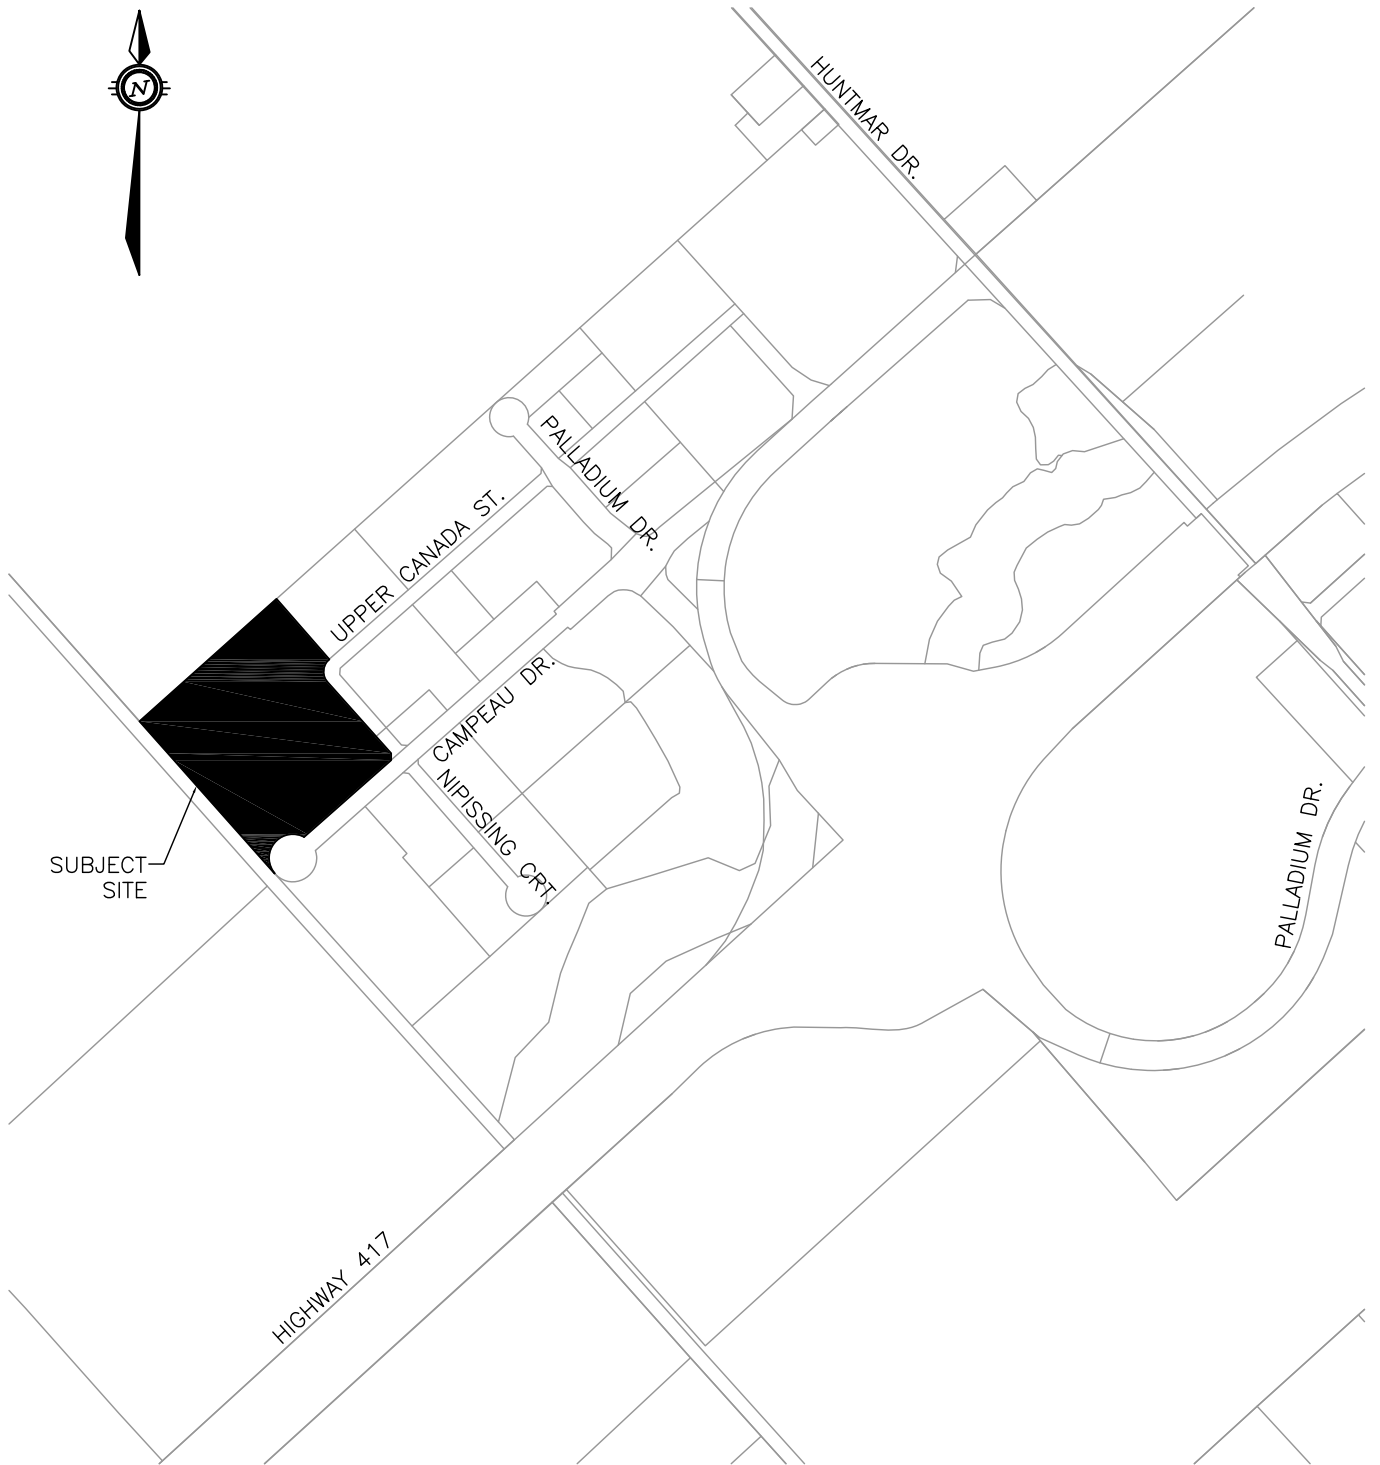 HUNTMAR DR.
N
PALLADIUM DR.
UPPER CANADA ST.
CAMPEAU DR.
NIPISSING CRT.
SUBJECT
SITE
PALLADIUM DR.
HIGHWAY 417